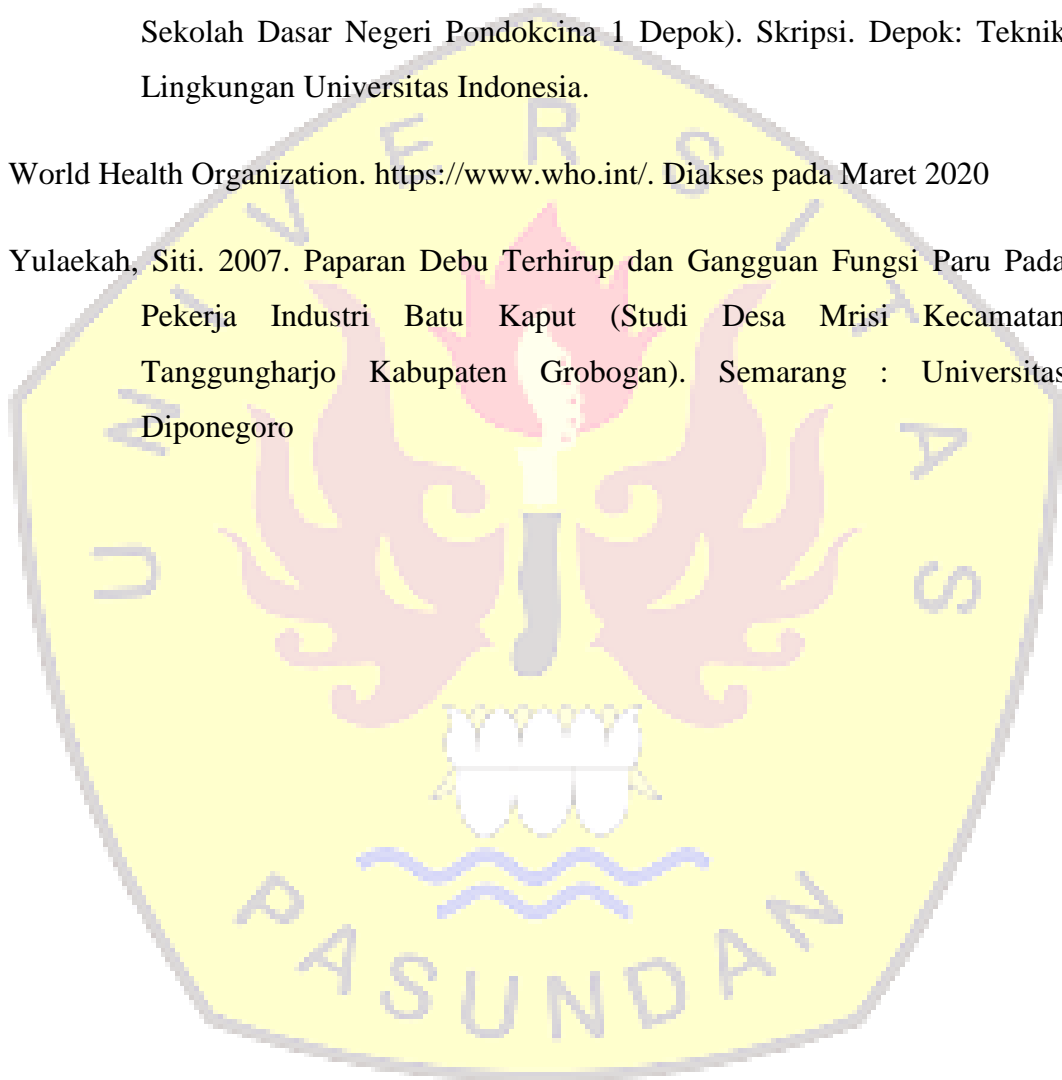 Sekolah Dasar Negeri Pondokcina 1 Depok). Skripsi. Depok: Teknik
Lingkungan Universitas Indonesia.
World Health Organization. https://www.who.int/. Diakses pada Maret 2020
Yulaekah, Siti. 2007. Paparan Debu Terhirup dan Gangguan Fungsi Paru Pada
Pekerja Industri Batu Kaput (Studi Desa Mrisi Kecamatan
Tanggungharjo Kabupaten Grobogan). Semarang : Universitas
Diponegoro
UNIVERSITAS
PASUNDAN